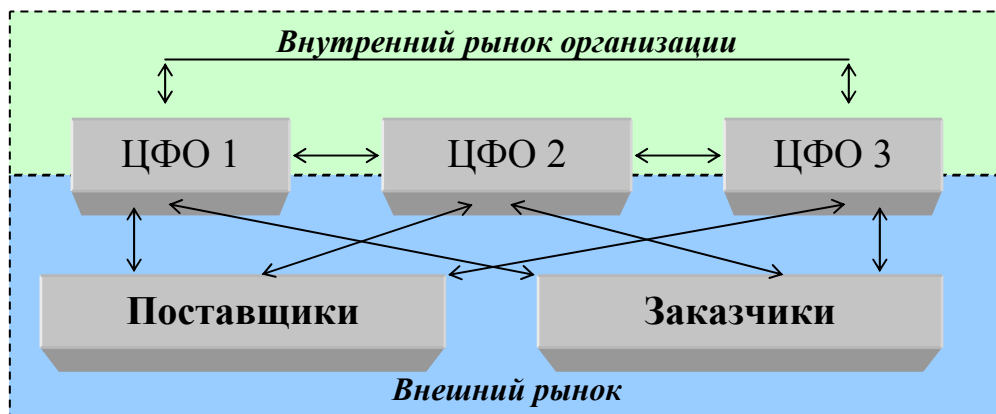 Внутренний рынок организации
ЦФО 1
ЦФО 2
ЦФО 3
Поставщики
Заказчики
Внешний рынок